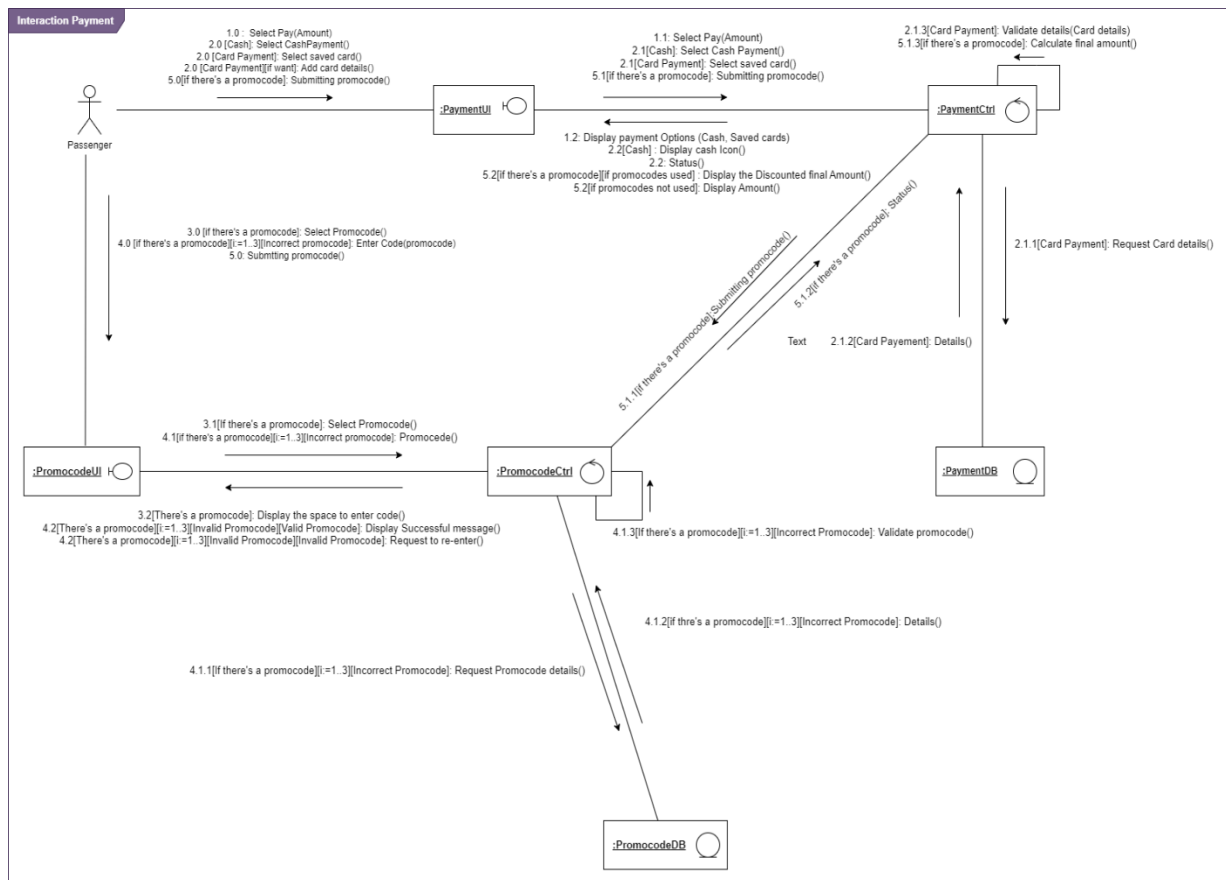 Interaction Payment
1.0 : Select Pay(Amount)
2.0 [Cash]: Select CashPayment()
2.0 [Card Payment]: Select saved card()
2.0 [Card Payment][if want]: Add card details()
5.0[if there's a promocode]: Submitting promocode()
1.1: Select Pay(Amount)
2.1[Cash]: Select Cash Payment()
2.1[Card Payment]: Select saved card()
5.1[if there's a promocode]: Submitting promocode()
2.1.3[Card Payment]: Validate details(Card details)
5.1.3[if there's a promocode]: Calculate final amount()
:PaymentUI
:PaymentCtrl
Passenger
1.2: Display payment Options (Cash, Saved cards)
2.2[Cash] : Display cash Icon()
2.2: Status()
5.2[if there's a promocode][if promocodes used] : Display the Discounted final Amount()
5.2[if promocodes not used]: Display Amount()
3.0 [if there's a promocode]: Select Promocode()
4.0 [if there's a promocode][i:=1..3][Incorrect promocode]: Enter Code(promocode)
5.0: Submtting promocode()
5.1.1[if there's a promocode]:Submitting promocode()
5.1.2[if there's a promocode]: Status()
2.1.1[Card Payment]: Request Card details()
Text
2.1.2[Card Payement]: Details()
3.1[If there's a promocode]: Select Promocode()
4.1[if there's a promocode][i:=1..3][Incorrect promocode]: Promocede()
:PromocodeUI
:PromocodeCtrl
:PaymentDB
3.2[There's a promocode]: Display the space to enter code()
4.2[There's a promocode][i:=1..3][Invalid Promocode][Valid Promocode]: Display Successful message()
4.2[There's a promocode][i:=1..3][Invalid Promocode][Invalid Promocode]: Request to re-enter()
4.1.3[If there's a promocode][i:=1..3][Incorrect Promocode]: Validate promocode()
4.1.2[if thre's a promocode][i:=1..3][Incorrect Promocode]: Details()
4.1.1[If there's a promocode][i:=1..3][Incorrect Promocode]: Request Promocode details()
:PromocodeDB